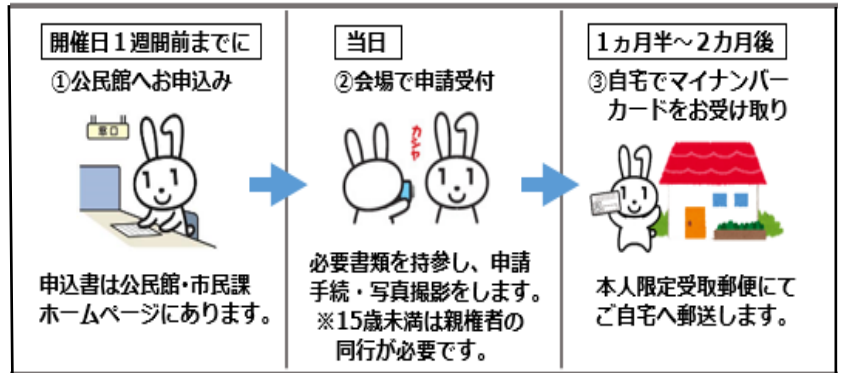 開催日1週間前までに
①公民館へお申込み
窓口
申込書は公民館・市民課
ホームページにあります。
当日
②会場で申請受付
カシャ
必要書類を持参し、申請
手続・写真撮影をします。
※15歳未満は親権者の
同行が必要です。
1ヵ月半～2カ月後
③自宅でマイナンバー
カードをお受け取り
本人限定受取郵便にて
ご自宅へ郵送します。